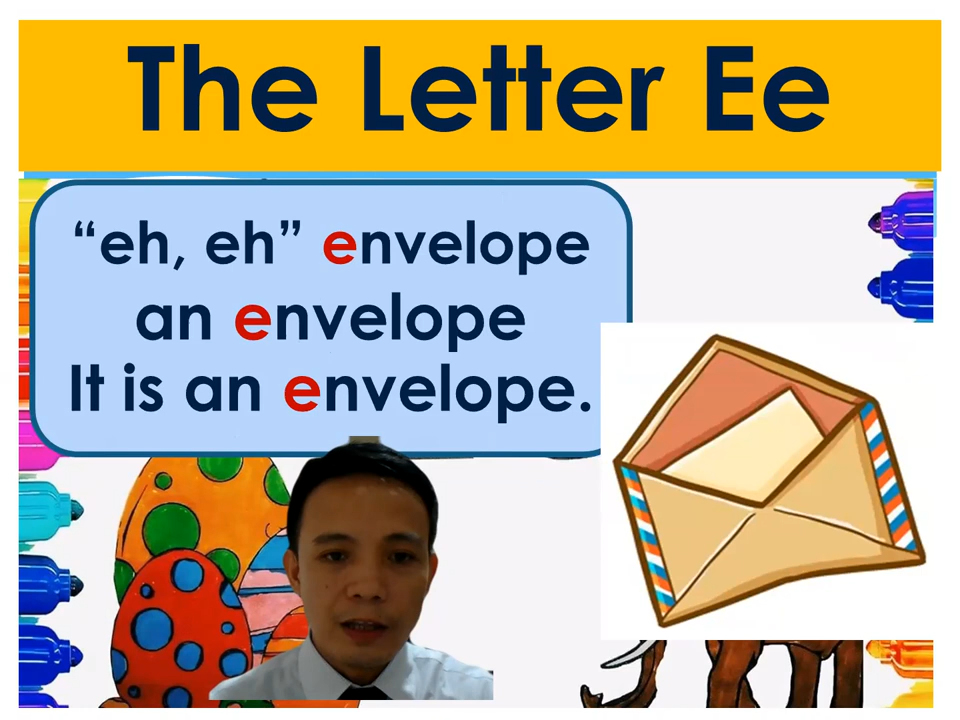 The Letter Ee
“eh, eh” envelope
an envelope
It is an envelope.